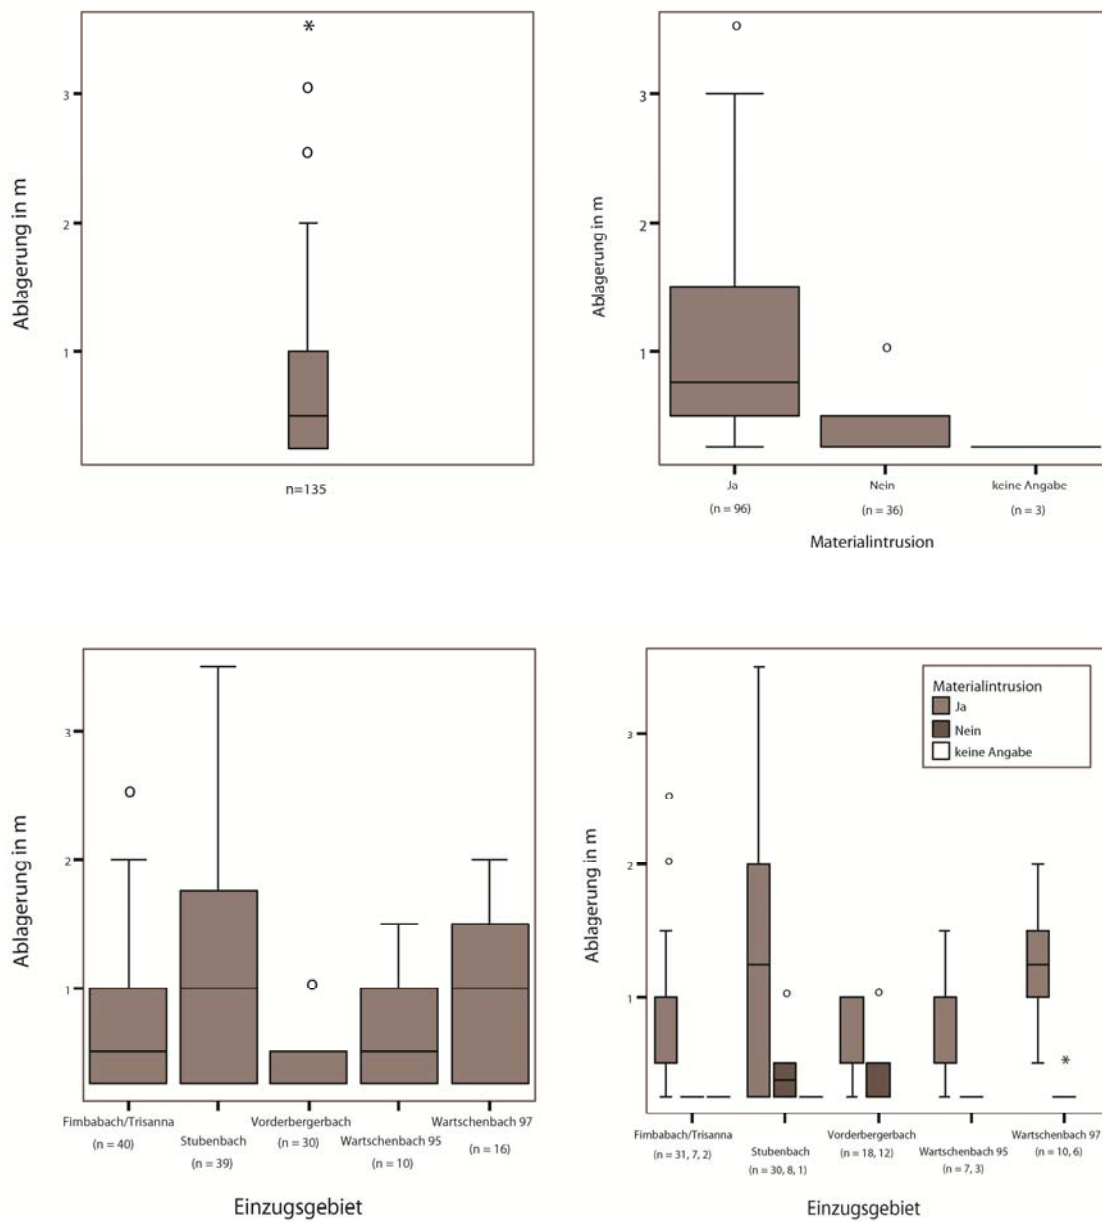 Ablagerung in m
3
2
1
n=135
Ablagerung in m
3
2
1
Ja
Nein
keine Angabe
(n = 96)
(n = 36)
(n = 3)
Materialintrusion
Ablagerung in m
3
2
1
Fimbabach/Trisanna
Vorderbergerbach
Wartschenbach 97
(n = 40)
Stubenbach
(n = 30)
Wartschenbach 95
(n = 16)
(n = 39)
(n = 10)
Einzugsgebiet
Materialintrusion
Ja
Nein
keine Angabe
Ablagerung in m
3
2
1
Fimbabach/Trisanna
Vorderbergerbach
Wartschenbach 97
(n = 31, 7, 2)
Stubenbach
(n = 18, 12)
Wartschenbach 95
(n = 10, 6)
(n = 30, 8, 1)
(n = 7, 3)
Einzugsgebiet